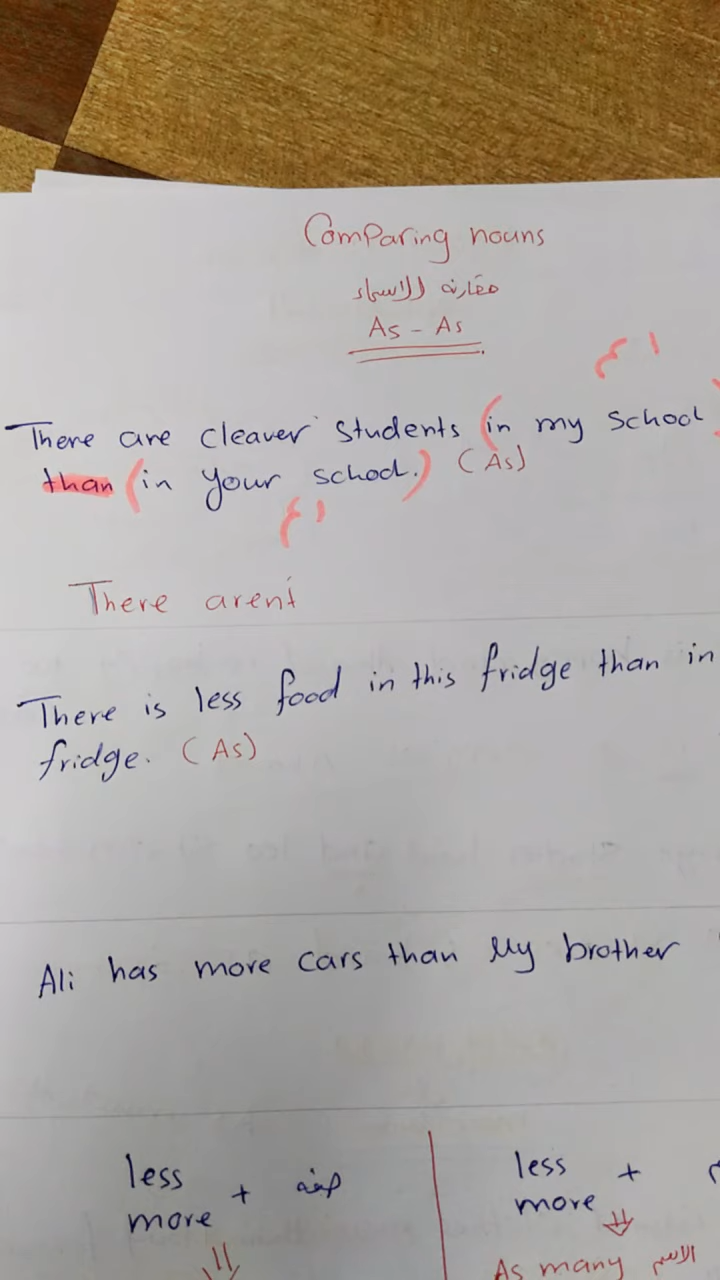 Comparing nouns
مقارنة الاسماء
As - As
ا م
There are cleaver students (in my school)
than (in your school.) (As)
ا م
There aren't
There is less food in this fridge than in
fridge. (As)
Ali has more cars than My brother
less
more + صفة
less
more +
As many الاسم